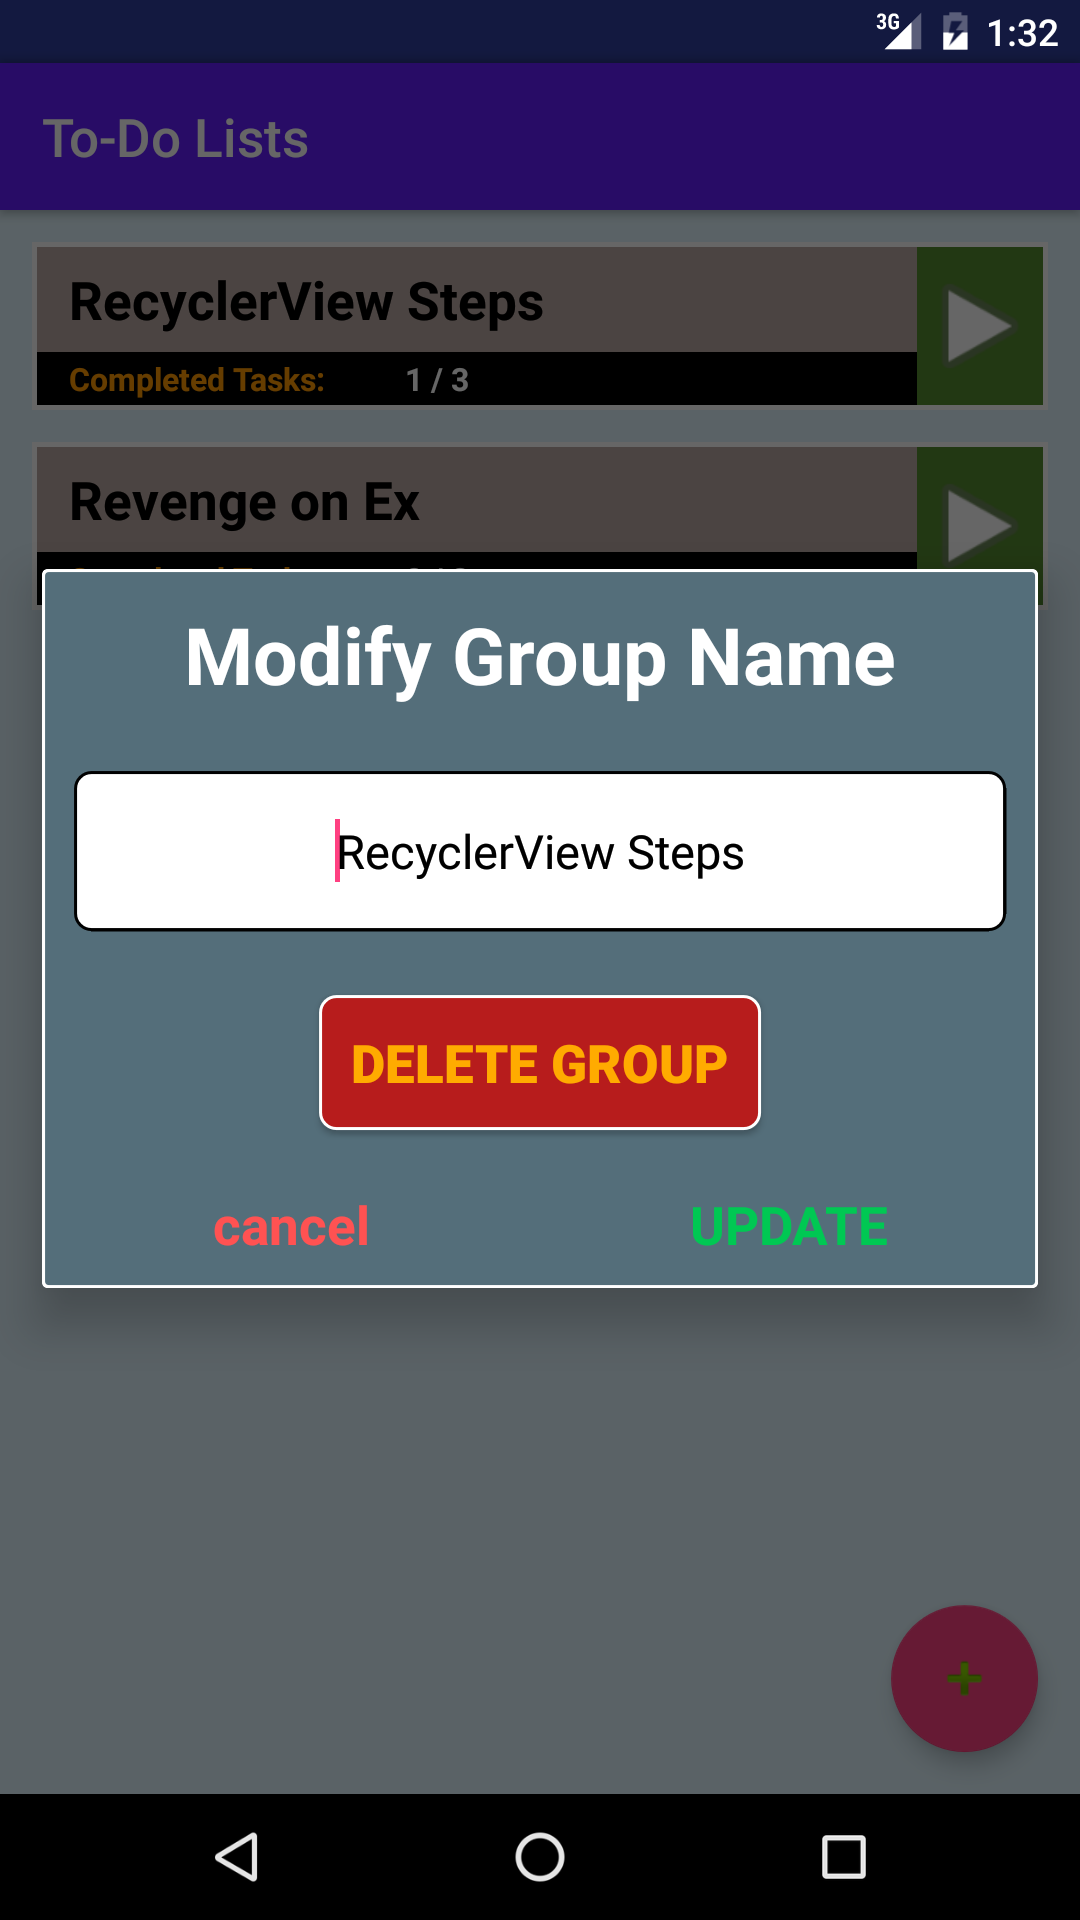 3G 1:32
To-Do Lists
RecyclerView Steps
Completed Tasks: 1 / 3
Revenge on Ex
Modify Group Name
RecyclerView Steps
DELETE GROUP
cancel UPDATE
+